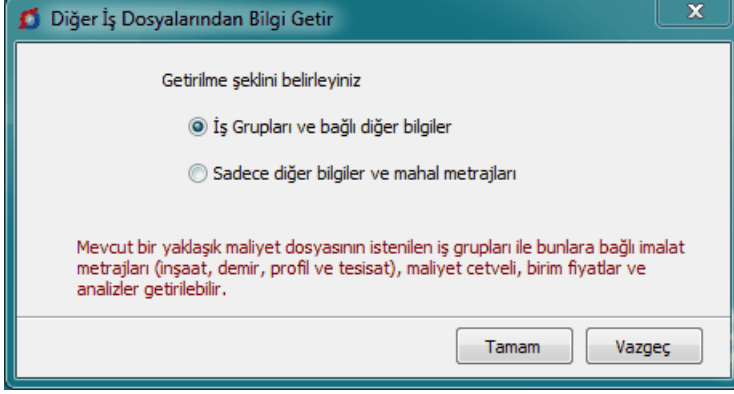 Diğer İş Dosyalarından Bilgi Getir
Getirilme şeklini belirleyiniz
İş Grupları ve bağlı diğer bilgiler
Sadece diğer bilgiler ve mahal metrajları
Mevcut bir yaklaşık maliyet dosyasının istenilen iş grupları ile bunlara bağlı imalat
metrajları (inşaat, demir, profil ve tesisat), maliyet cetveli, birim fiyatlar ve
analizler getirilebilir.
Tamam
Vazgeç